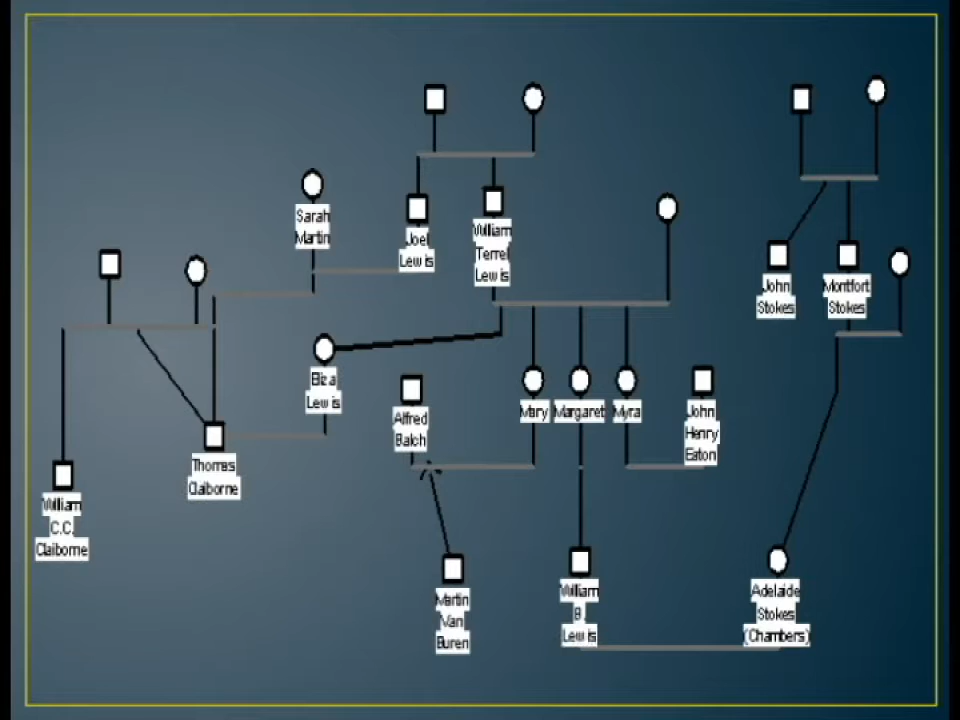 Sarah
Martin
Joel
Lewis
William
Terrel
Lewis
John
Stokes
Montfort
Stokes
Eliza
Lewis
Alfred
Balch
Mary
Margaret
Myra
John
Henry
Eaton
Thomas
Claiborne
William
C.C.
Claiborne
Martin
Van
Buren
William
B.
Lewis
Adelaide
Stokes
(Chambers)